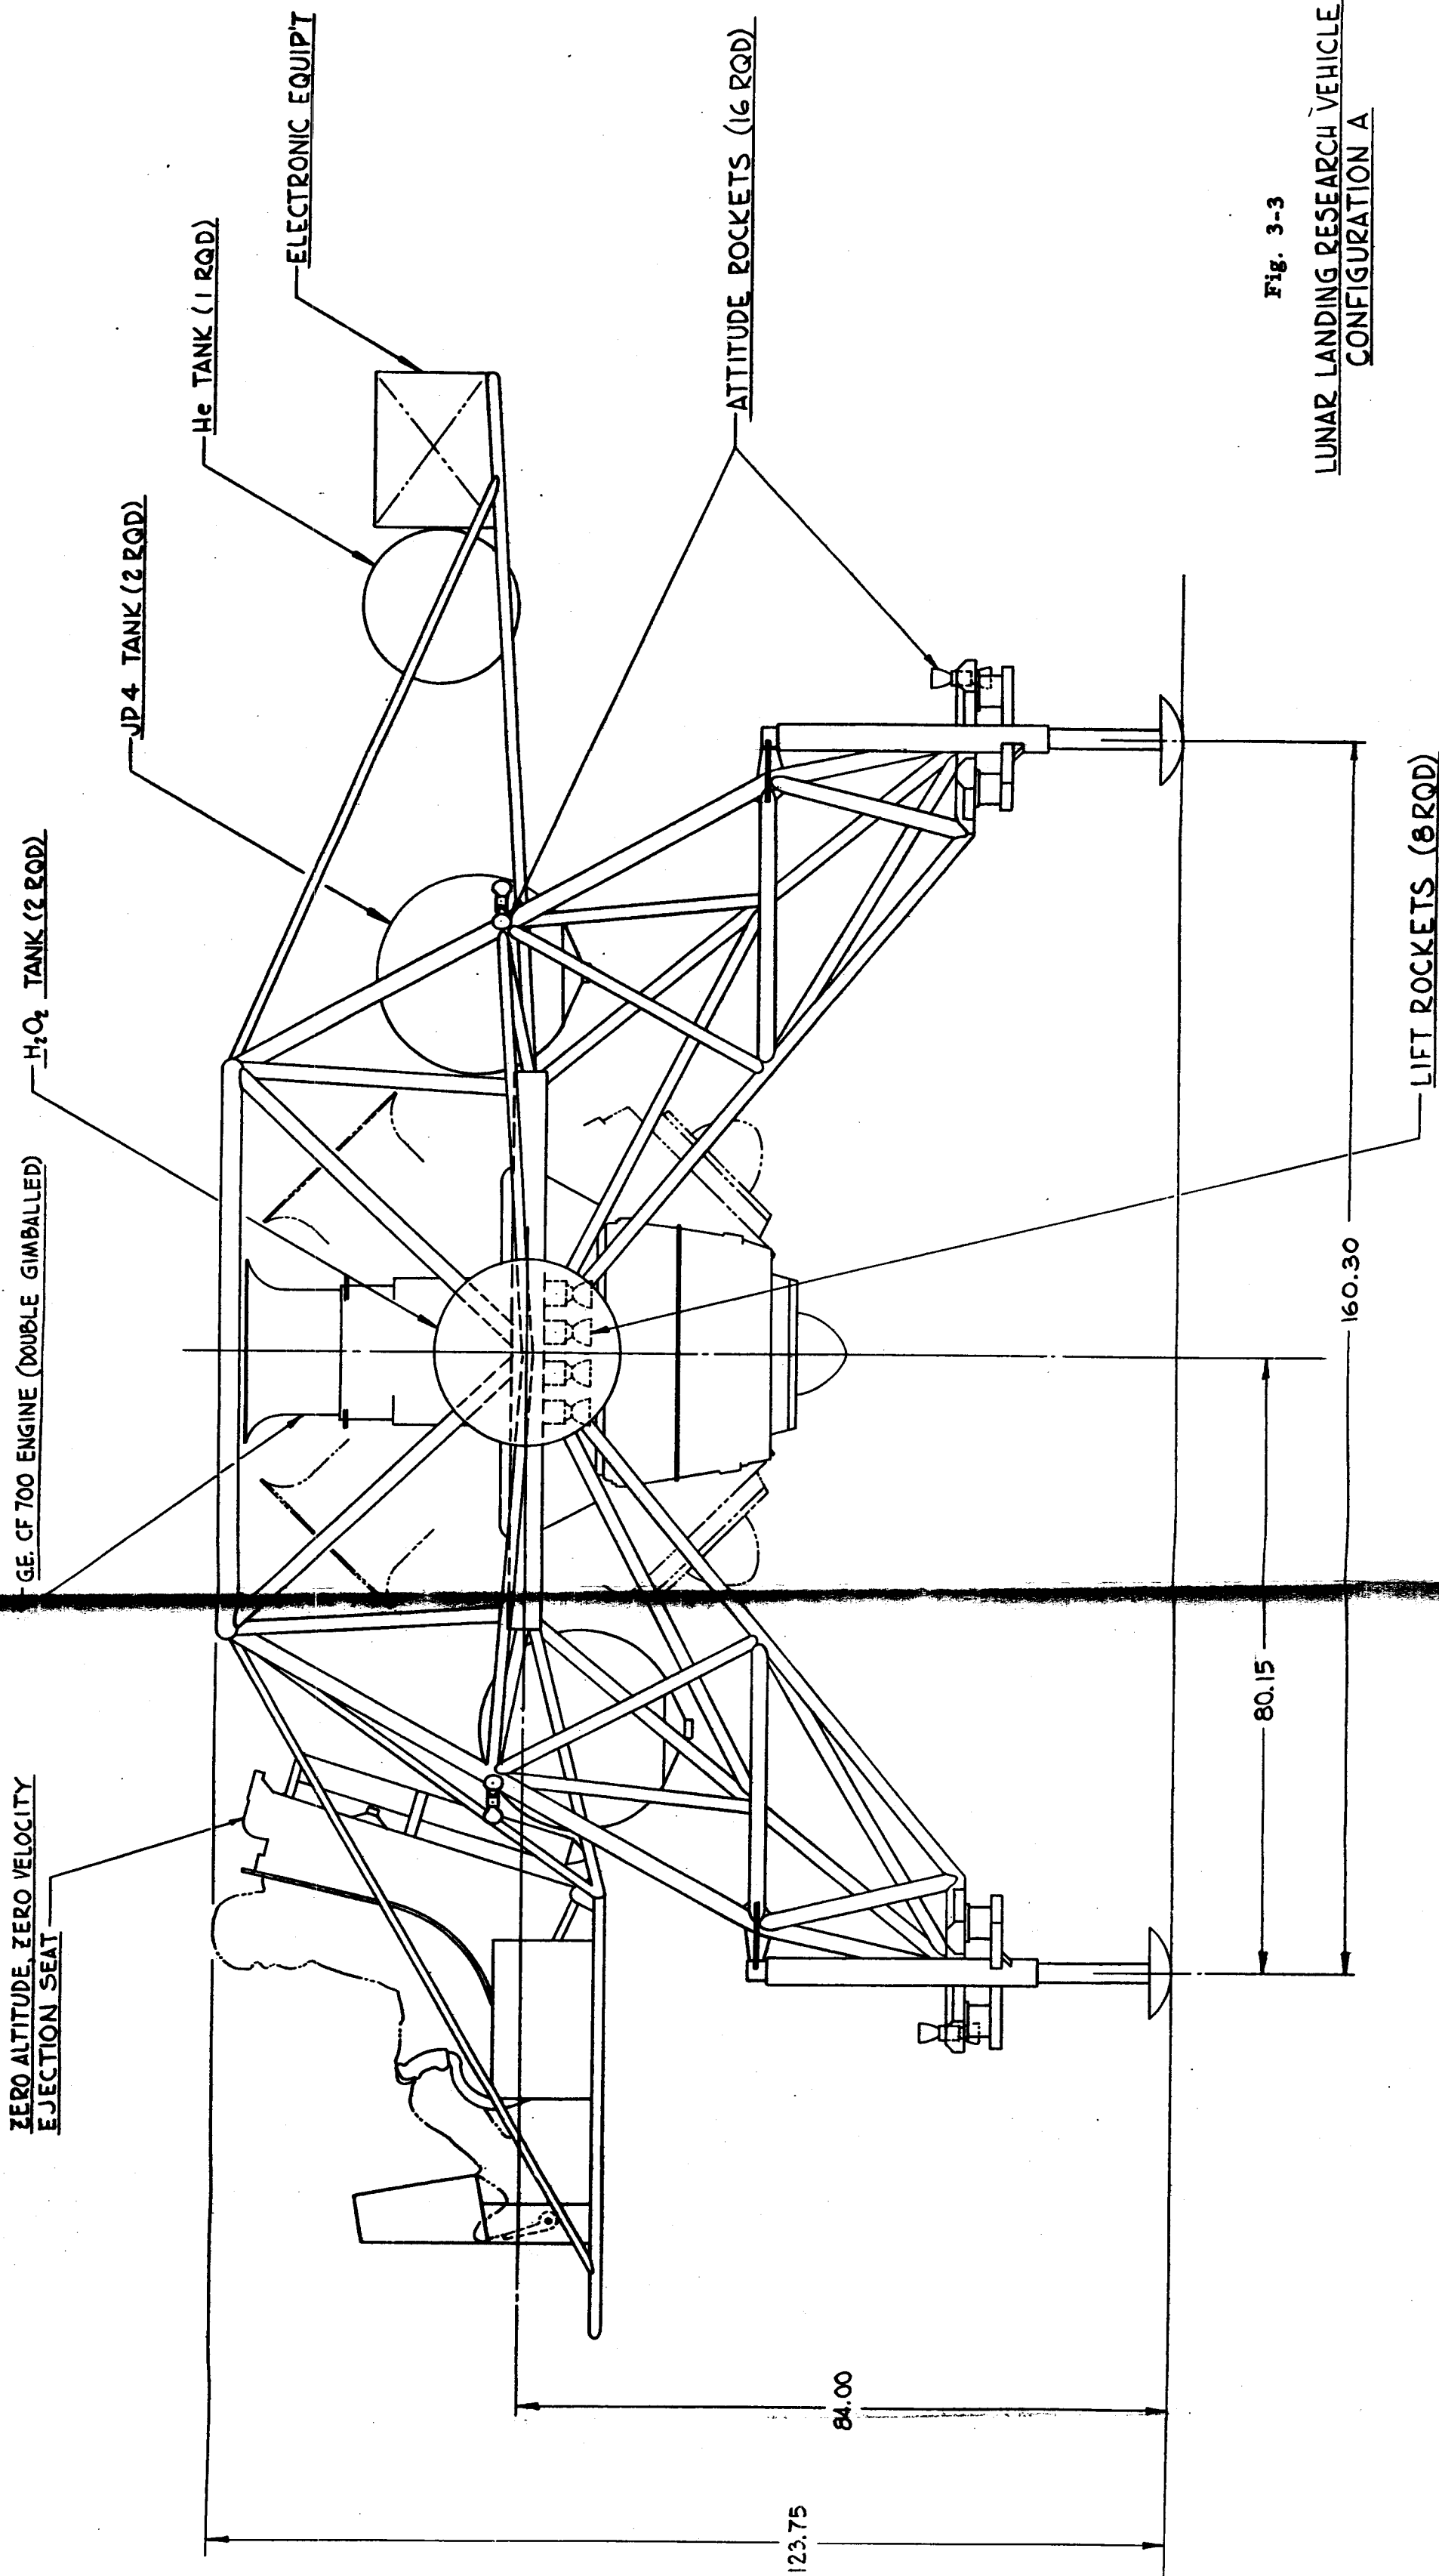 ZERO ALTITUDE, ZERO VELOCITY
EJECTION SEAT
G.E. CF 700 ENGINE (DOUBLE GIMBALLED)
H₂O₂ TANK (2 RQD)
JP4 TANK (2 RQD)
He TANK (1 RQD)
ELECTRONIC EQUIP'T
ATTITUDE ROCKETS (16 RQD)
LIFT ROCKETS (8 RQD)
123.75
84.00
80.15
160.30
Fig. 3-3
LUNAR LANDING RESEARCH VEHICLE
CONFIGURATION A